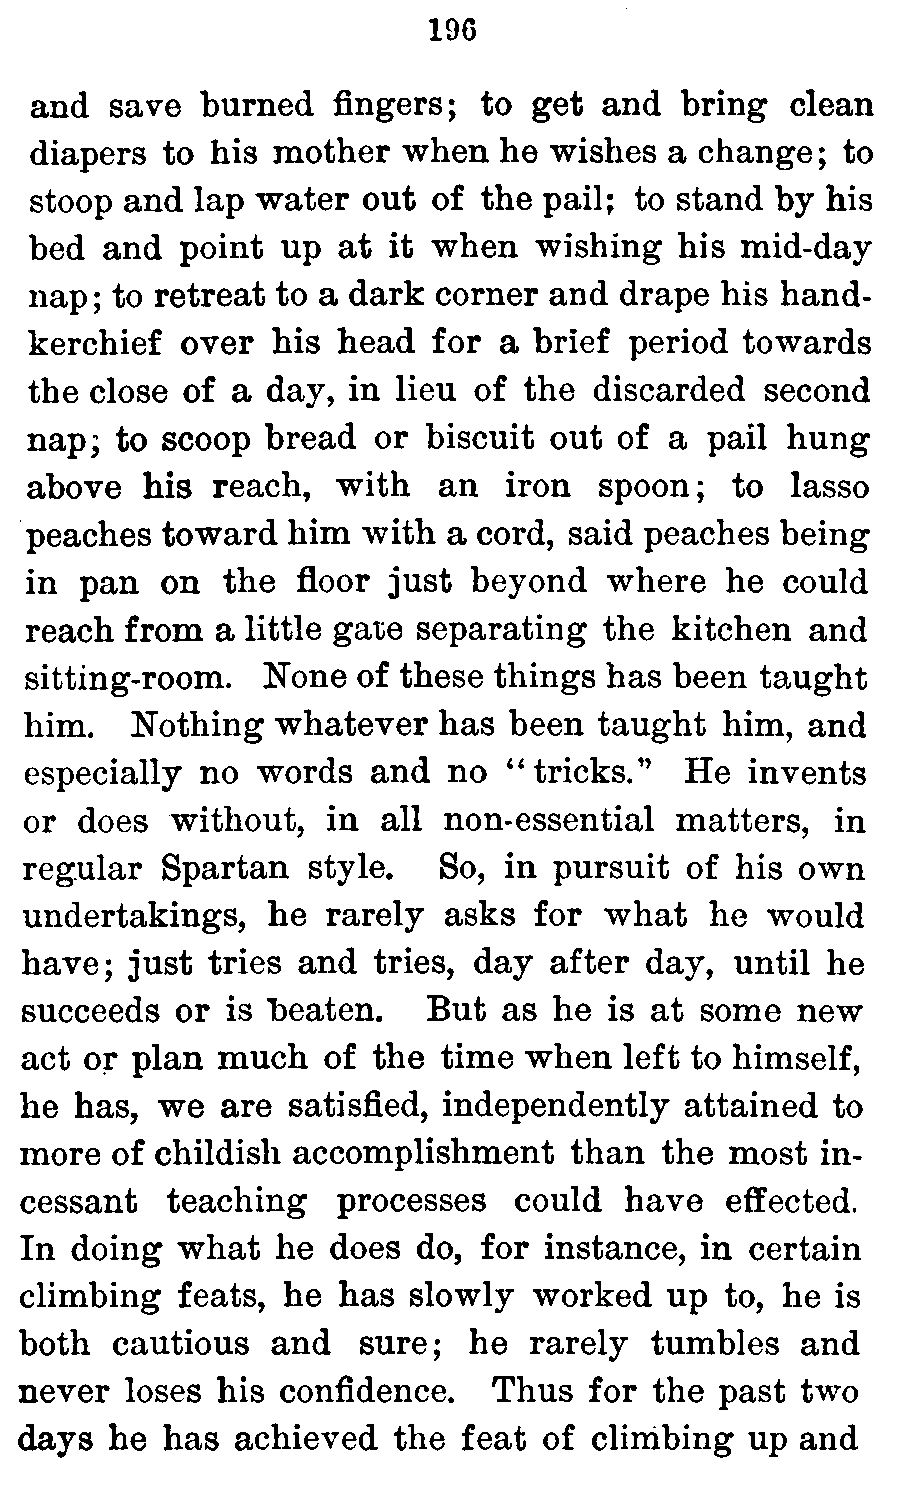 196
and save burned fingers; to get and bring clean
diapers to his mother when he wishes a change; to
stoop and lap water out of the pail; to stand by his
bed and point up at it when wishing his mid-day
nap; to retreat to a dark corner and drape his hand-
kerchief over his head for a brief period towards
the close of a day, in lieu of the discarded second
nap; to scoop bread or biscuit out of a pail hung
above his reach, with an iron spoon; to lasso
peaches toward him with a cord, said peaches being
in pan on the floor just beyond where he could
reach from a little gate separating the kitchen and
sitting-room. None of these things has been taught
him. Nothing whatever has been taught him, and
especially no words and no “tricks.” He invents
or does without, in all non-essential matters, in
regular Spartan style. So, in pursuit of his own
undertakings, he rarely asks for what he would
have; just tries and tries, day after day, until he
succeeds or is beaten. But as he is at some new
act or plan much of the time when left to himself,
he has, we are satisfied, independently attained to
more of childish accomplishment than the most in-
cessant teaching processes could have effected.
In doing what he does do, for instance, in certain
climbing feats, he has slowly worked up to, he is
both cautious and sure; he rarely tumbles and
never loses his confidence. Thus for the past two
days he has achieved the feat of climbing up and